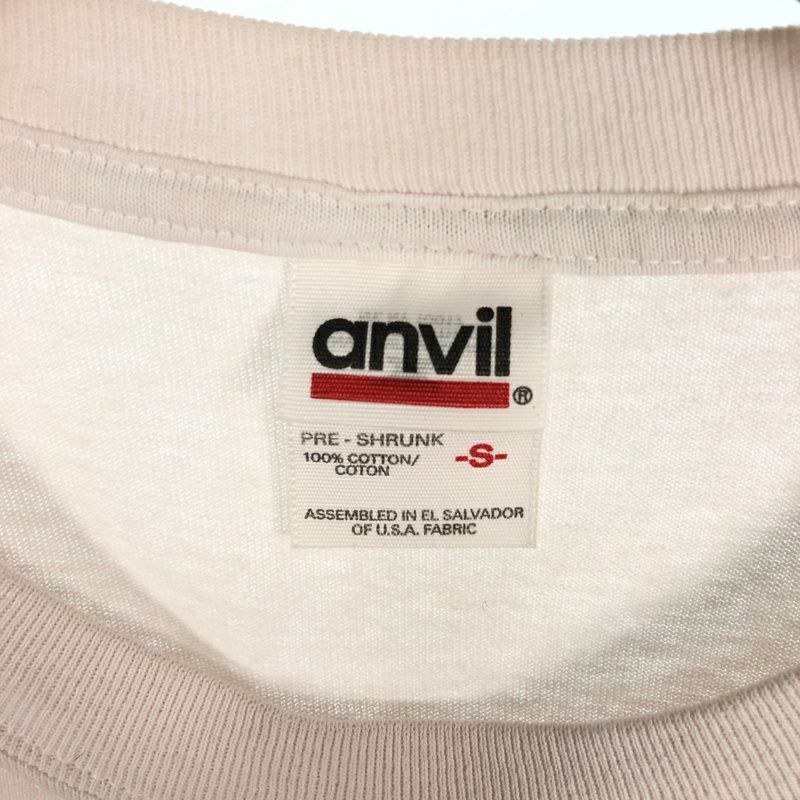 anvil
®
PRE - SHRUNK
100% COTTON/
COTON
-S-
ASSEMBLED IN EL SALVADOR
OF U.S.A. FABRIC